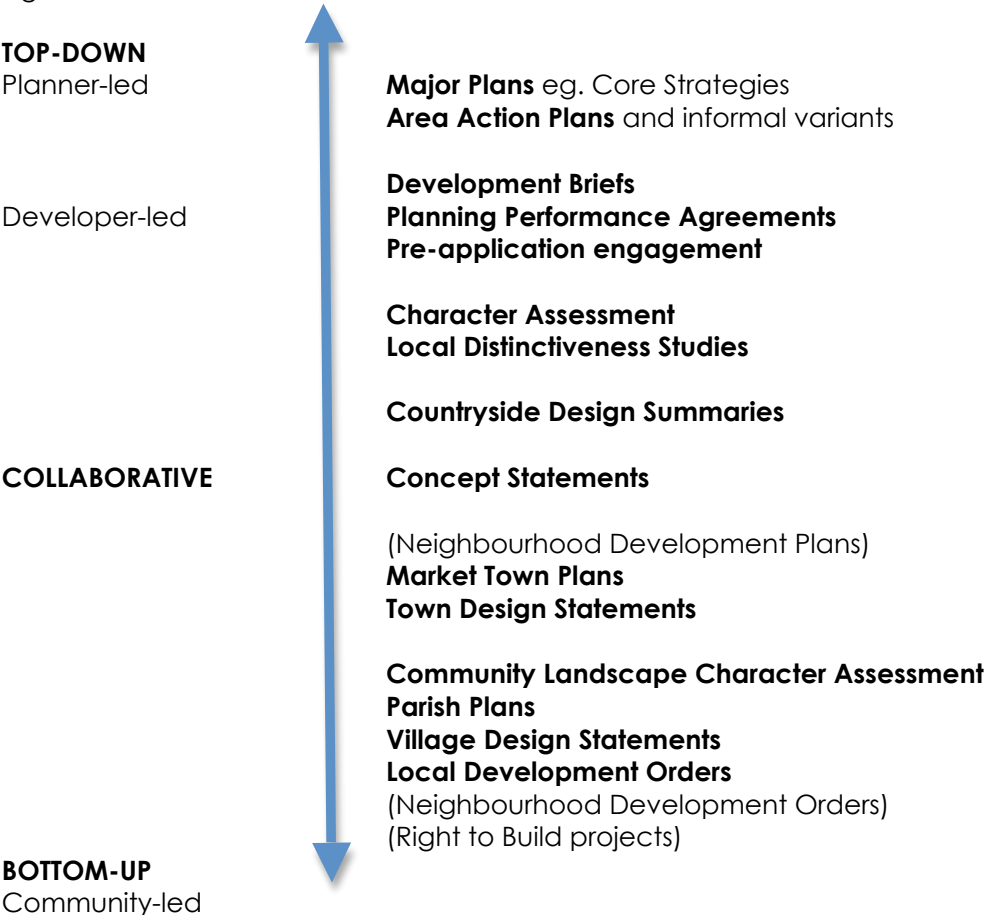 TOP-DOWN
Planner-led
Major Plans eg. Core Strategies
Area Action Plans and informal variants
Development Briefs
Developer-led
Planning Performance Agreements
Pre-application engagement
Character Assessment
Local Distinctiveness Studies
Countryside Design Summaries
COLLABORATIVE
Concept Statements
(Neighbourhood Development Plans)
Market Town Plans
Town Design Statements
Community Landscape Character Assessment
Parish Plans
Village Design Statements
Local Development Orders
(Neighbourhood Development Orders)
(Right to Build projects)
BOTTOM-UP
Community-led